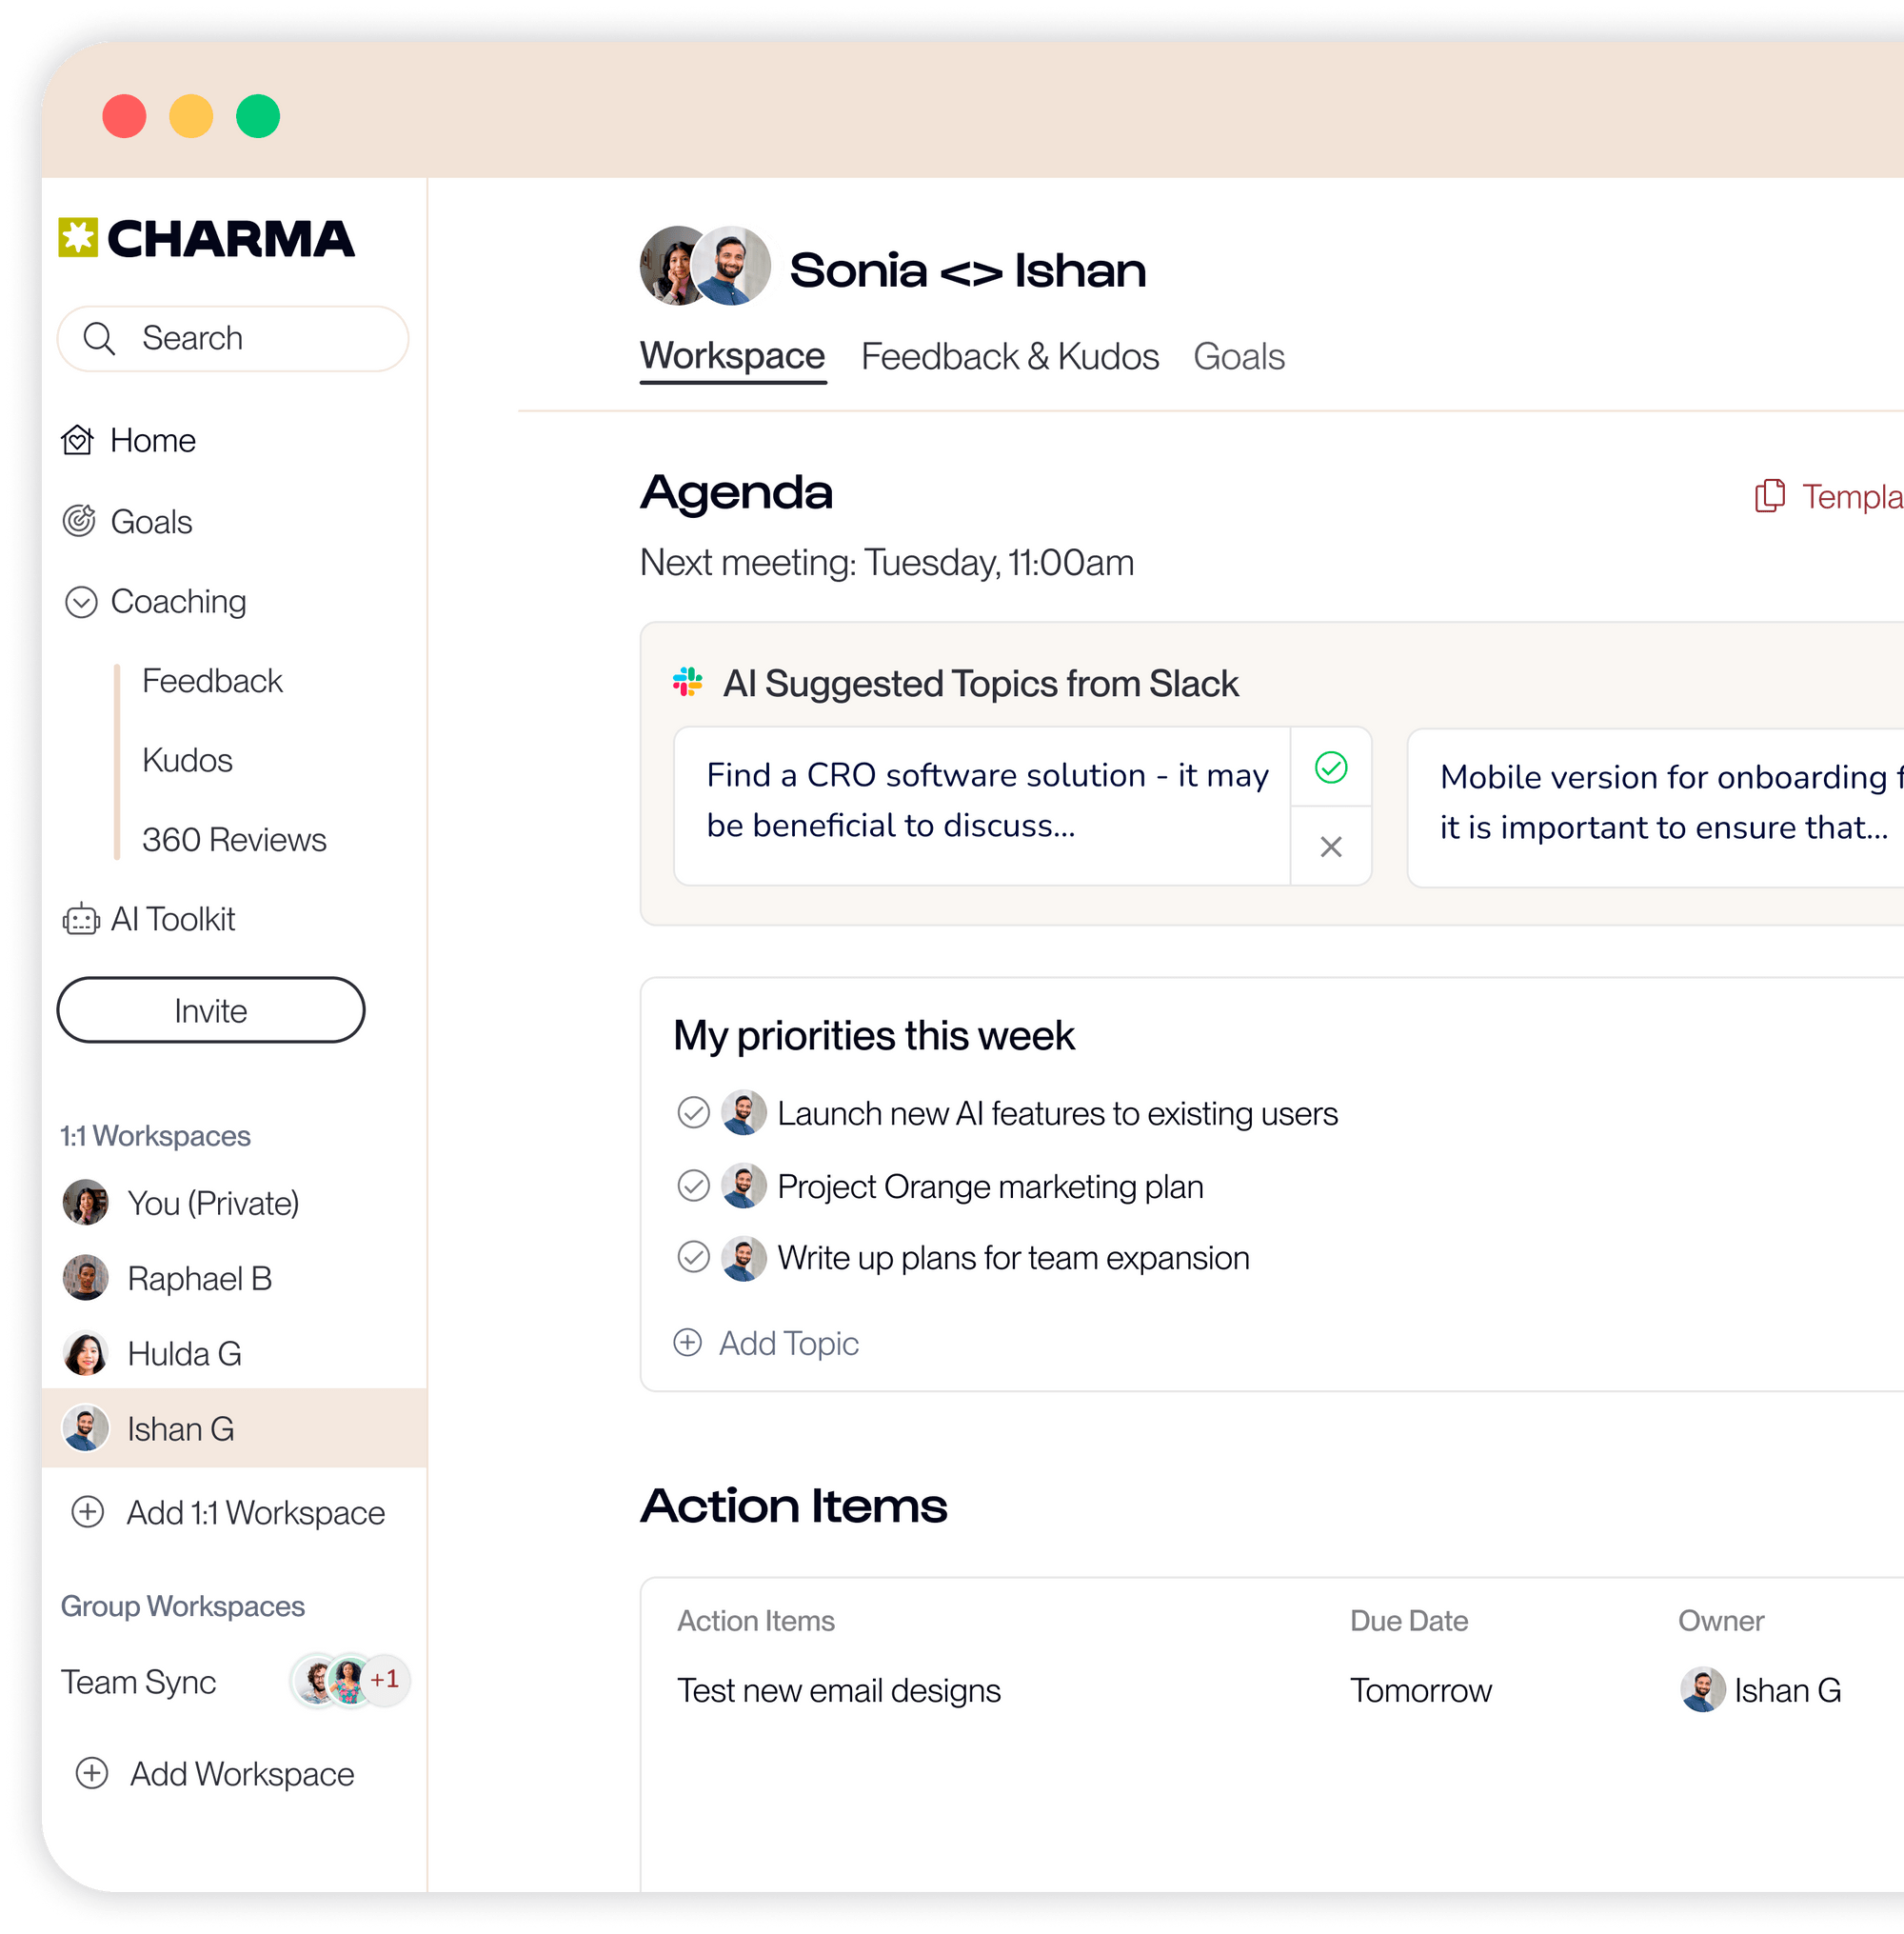 CHARMA
Search
Home
Goals
Coaching
Feedback
Kudos
360 Reviews
AI Toolkit
Invite
1:1 Workspaces
You (Private)
Raphael B
Hulda G
Ishan G
Add 1:1 Workspace
Group Workspaces
Team Sync +1
Add Workspace
Sonia <> Ishan
Workspace Feedback & Kudos Goals
Agenda
Templa
Next meeting: Tuesday, 11:00am
AI Suggested Topics from Slack
Find a CRO software solution - it may
be beneficial to discuss...
Mobile version for onboarding f
it is important to ensure that...
My priorities this week
Launch new AI features to existing users
Project Orange marketing plan
Write up plans for team expansion
Add Topic
Action Items
Action Items Due Date Owner
Test new email designs Tomorrow Ishan G